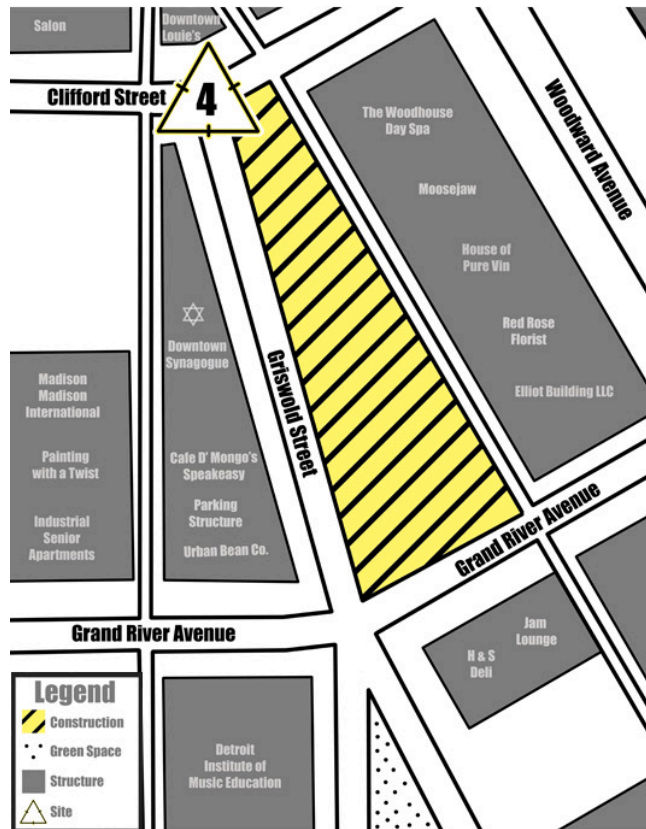 Salon
Downtown
Louie's
Clifford Street
4
Woodward Avenue
The Woodhouse
Day Spa
Moosejaw
House of
Pure Vin
Red Rose
Florist
Elliot Building LLC
Downtown
Synagogue
Griswold Street
Madison
Madison
International
Painting
with a Twist
Industrial
Senior
Apartments
Cafe D' Mongo's
Speakeasy
Parking
Structure
Urban Bean Co.
Grand River Avenue
Grand River Avenue
Jam
Lounge
H & S
Deli
Detroit
Institute of
Music Education
Legend
Construction
Green Space
Structure
Site